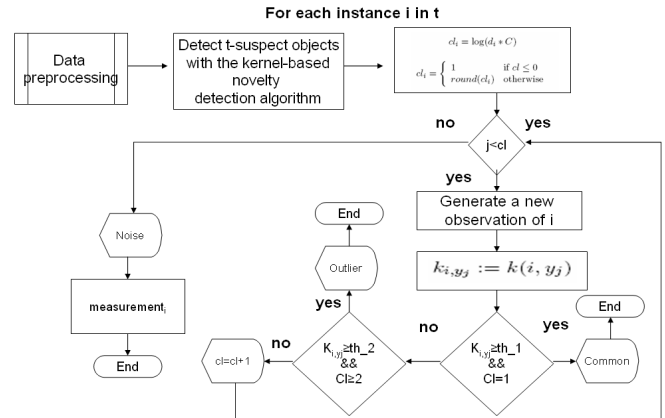 For each instance i in t
Data
preprocessing
Detect t-suspect objects
with the kernel-based
novelty
detection algorithm
cl_i = log(d_i * C)
cl_i = { 1 if cl ≤ 0
round(cl_i) otherwise
no
yes
j<cl
yes
Generate a new
observation of i
k_{i,y_j} := k(i, y_j)
Noise
measurement_i
End
End
Outlier
yes
no
K_{i,yj}≥th_2
&&
Cl≥2
no
K_{i,yj}≥th_1
&&
Cl=1
yes
End
Common
cl=cl+1